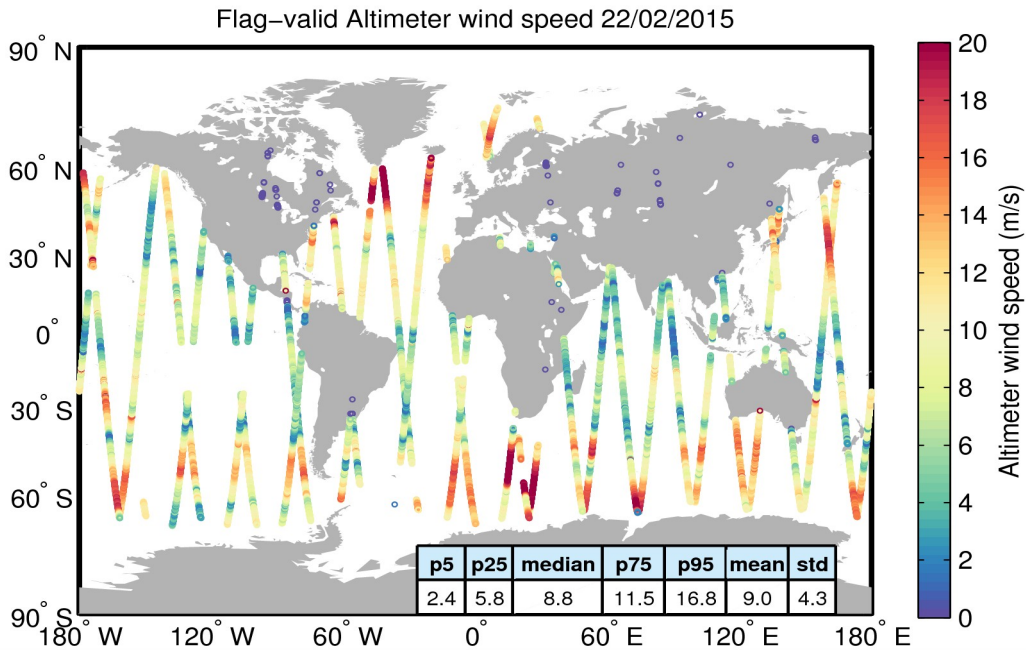 Flag−valid Altimeter wind speed 22/02/2015
90° N
60° N
30° N
0°
30° S
60° S
90° S
180° W
120° W
60° W
0°
60° E
120° E
180° E
p5 p25 median p75 p95 mean std
2.4 5.8 8.8 11.5 16.8 9.0 4.3
20
18
16
14
12
10
8
6
4
2
0
Altimeter wind speed (m/s)